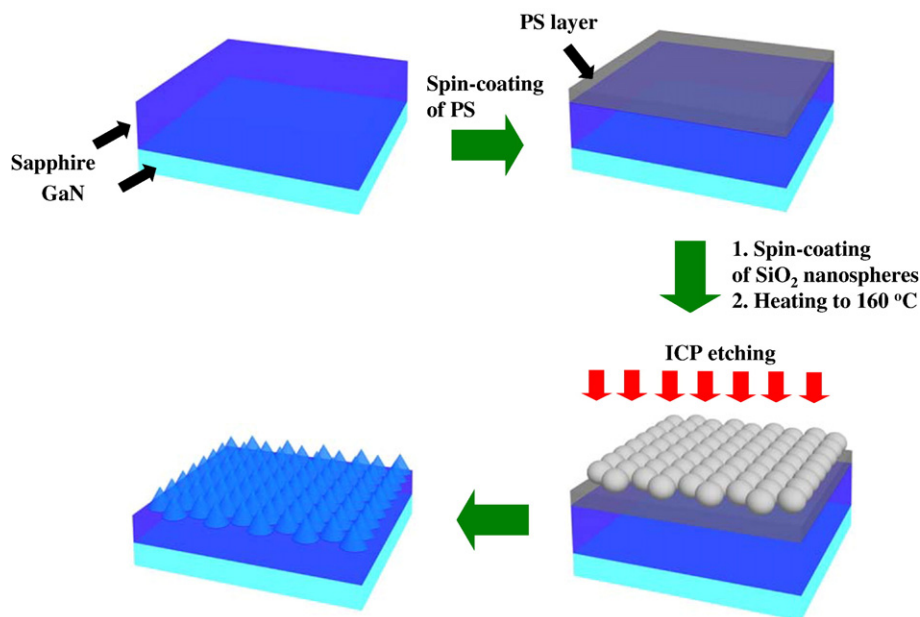 PS layer
Spin-coating
of PS
Sapphire
GaN
1. Spin-coating
of SiO₂ nanospheres
2. Heating to 160 ºC
ICP etching